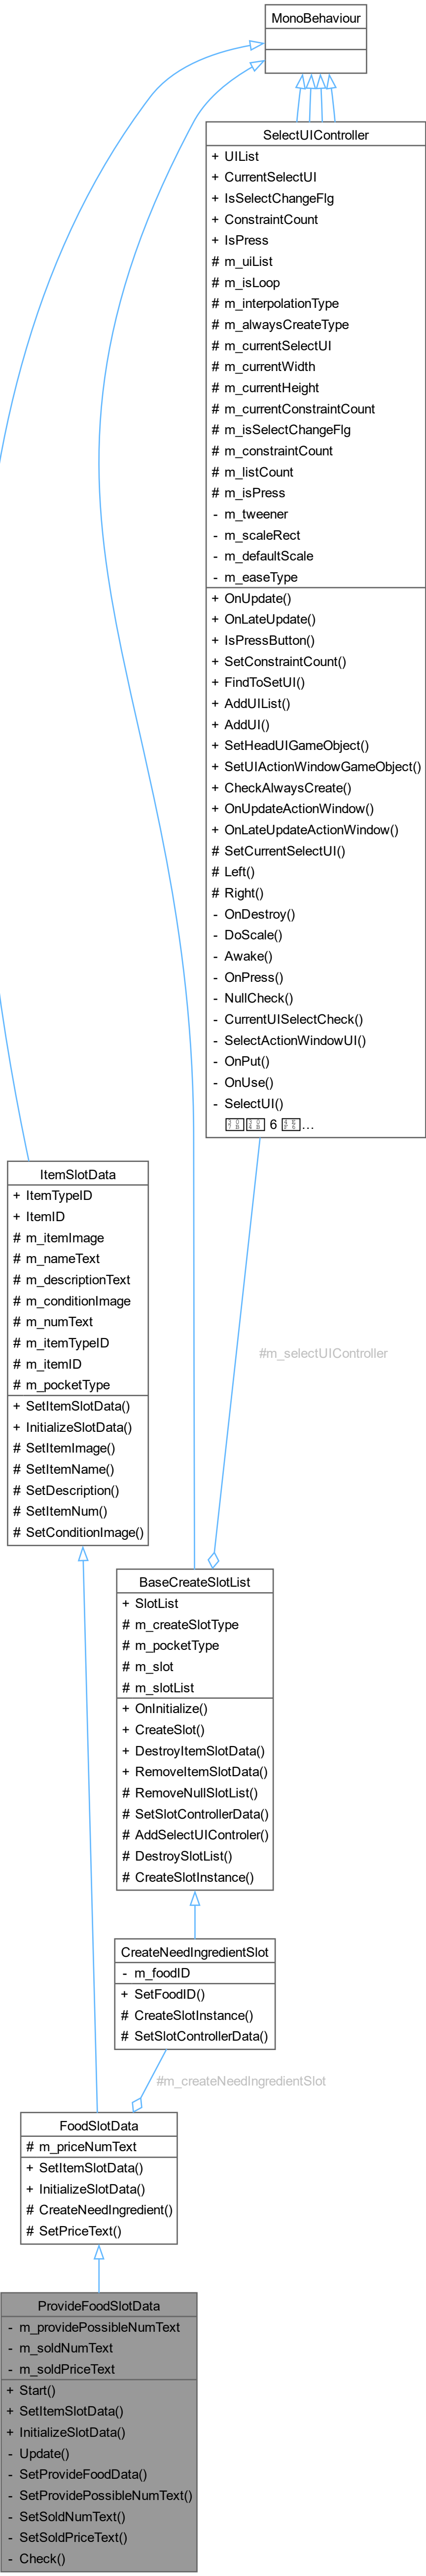 MonoBehaviour
SelectUIController
+ UIList
+ CurrentSelectUI
+ IsSelectChangeFlg
+ ConstraintCount
+ IsPress
# m_uiList
# m_isLoop
# m_interpolationType
# m_alwaysCreateType
# m_currentSelectUI
# m_currentWidth
# m_currentHeight
# m_currentConstraintCount
# m_isSelectChangeFlg
# m_constraintCount
# m_listCount
# m_isPress
- m_tweener
- m_scaleRect
- m_defaultScale
- m_easeType
+ OnUpdate()
+ OnLateUpdate()
+ IsPressButton()
+ SetConstraintCount()
+ FindToSetUI()
+ AddUIList()
+ AddUI()
+ SetHeadUIGameObject()
+ SetUIActionWindowGameObject()
+ CheckAlwaysCreate()
+ OnUpdateActionWindow()
+ OnLateUpdateActionWindow()
# SetCurrentSelectUI()
# Left()
# Right()
- OnDestroy()
- DoScale()
- Awake()
- OnPress()
- NullCheck()
- CurrentUISelectCheck()
- SelectActionWindowUI()
- OnPut()
- OnUse()
- SelectUI()
6 ...
ItemSlotData
+ ItemTypeID
+ ItemID
# m_itemImage
# m_nameText
# m_descriptionText
# m_conditionImage
# m_numText
# m_itemTypeID
# m_itemID
# m_pocketType
+ SetItemSlotData()
+ InitializeSlotData()
# SetItemImage()
# SetItemName()
# SetDescription()
# SetItemNum()
# SetConditionImage()
#m_selectUIController
BaseCreateSlotList
+ SlotList
# m_createSlotType
# m_pocketType
# m_slot
# m_slotList
+ OnInitialize()
+ CreateSlot()
+ DestroyItemSlotData()
+ RemoveItemSlotData()
# RemoveNullSlotList()
# SetSlotControllerData()
# AddSelectUIControler()
# DestroySlotList()
# CreateSlotInstance()
CreateNeedIngredientSlot
- m_foodID
+ SetFoodID()
# CreateSlotInstance()
# SetSlotControllerData()
#m_createNeedIngredientSlot
FoodSlotData
# m_priceNumText
+ SetItemSlotData()
+ InitializeSlotData()
# CreateNeedIngredient()
# SetPriceText()
ProvideFoodSlotData
- m_providePossibleNumText
- m_soldNumText
- m_soldPriceText
+ Start()
+ SetItemSlotData()
+ InitializeSlotData()
- Update()
- SetProvideFoodData()
- SetProvidePossibleNumText()
- SetSoldNumText()
- SetSoldPriceText()
- Check()